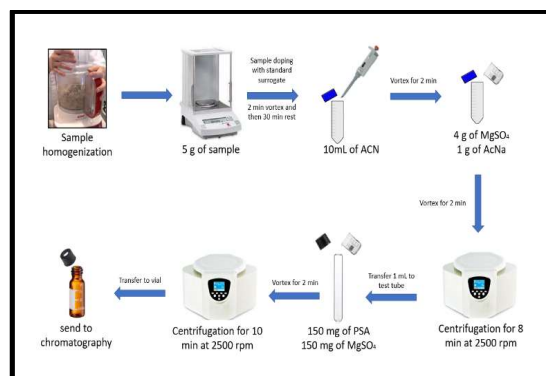 Sample
homogenization
5 g of sample
Sample doping
with standard
surrogate
2 min vortex and
then 30 min rest
10mL of ACN
Vortex for 2 min
4 g of MgSO₄
1 g of AcNa
Vortex for 2 min
Centrifugation for 8
min at 2500 rpm
Transfer 1 mL to
test tube
150 mg of PSA
150 mg of MgSO₄
Vortex for 2 min
Centrifugation for 10
min at 2500 rpm
Transfer to vial
send to
chromatography